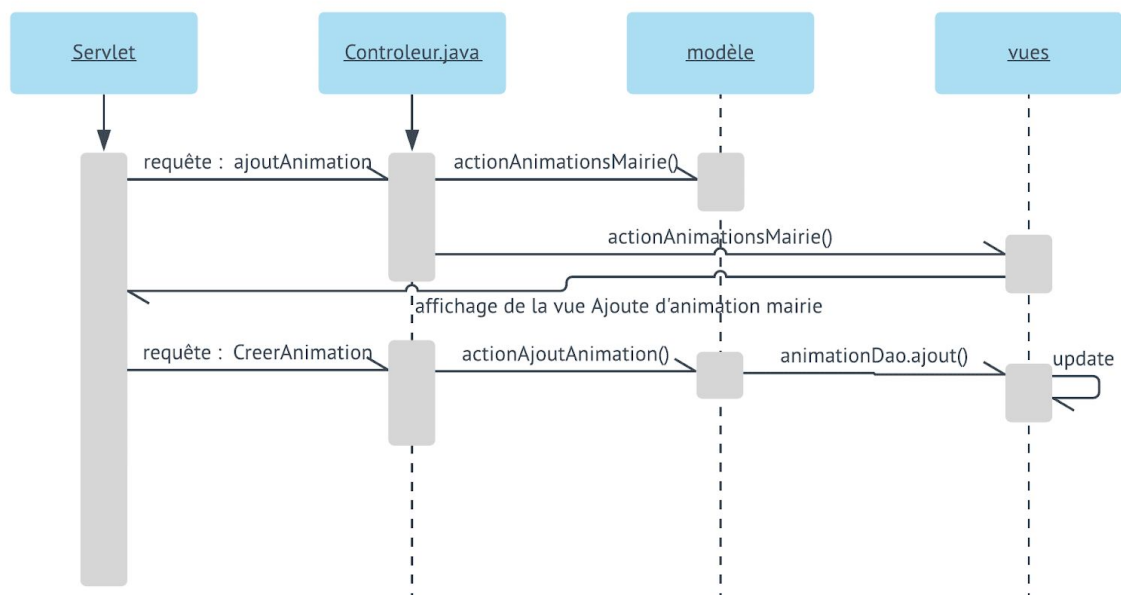 Servlet
Controleur.java
modèle
vues
requête : ajoutAnimation
actionAnimationsMairie()
actionAnimationsMairie()
affichage de la vue Ajoute d'animation mairie
requête : CreerAnimation
actionAjoutAnimation()
animationDao.ajout()
update